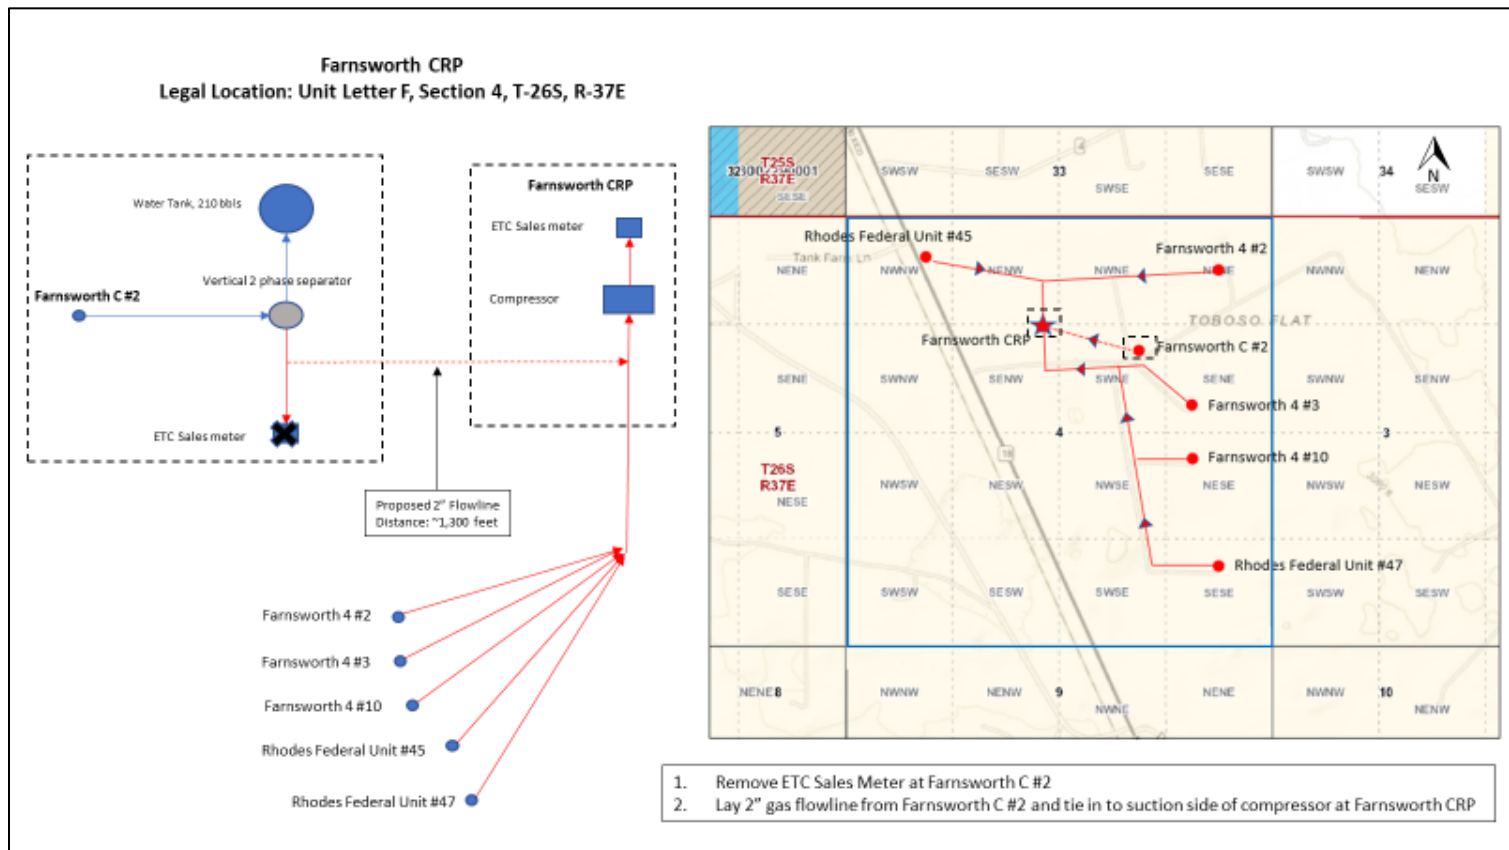 Farnsworth CRP
Legal Location: Unit Letter F, Section 4, T-26S, R-37E
Water Tank, 210 bbls
Vertical 2 phase separator
Farnsworth C #2
ETC Sales meter
Farnsworth CRP
ETC Sales meter
Compressor
Proposed 2” Flowline
Distance: ~1,300 feet
Farnsworth 4 #2
Farnsworth 4 #3
Farnsworth 4 #10
Rhodes Federal Unit #45
Rhodes Federal Unit #47
T25S
R37E
SESE
SWSW
SESW
33
SWSE
SESE
SWSW
34
SESW
N
4
Rhodes Federal Unit #45
Farnsworth 4 #2
Tank Farm Ln
NENE
NWNW
NENW
NWNE
NENE
NWNW
NENW
TOBOSO FLAT
Farnsworth CRP
Farnsworth C #2
SENE
SWNW
SENW
SWNE
SENE
SWNW
SENW
Farnsworth 4 #3
5
4
3
18
Farnsworth 4 #10
T26S
R37E
NESE
NWSW
NESW
NWSE
NESE
NWSW
NESW
Rhodes Federal Unit #47
SESE
SWSW
SESW
SWSE
SESE
SWSW
SESW
NENE 8
NWNW
NENW
9
NWNE
NENE
NWNW
10
NENW
1. Remove ETC Sales Meter at Farnsworth C #2
2. Lay 2” gas flowline from Farnsworth C #2 and tie in to suction side of compressor at Farnsworth CRP